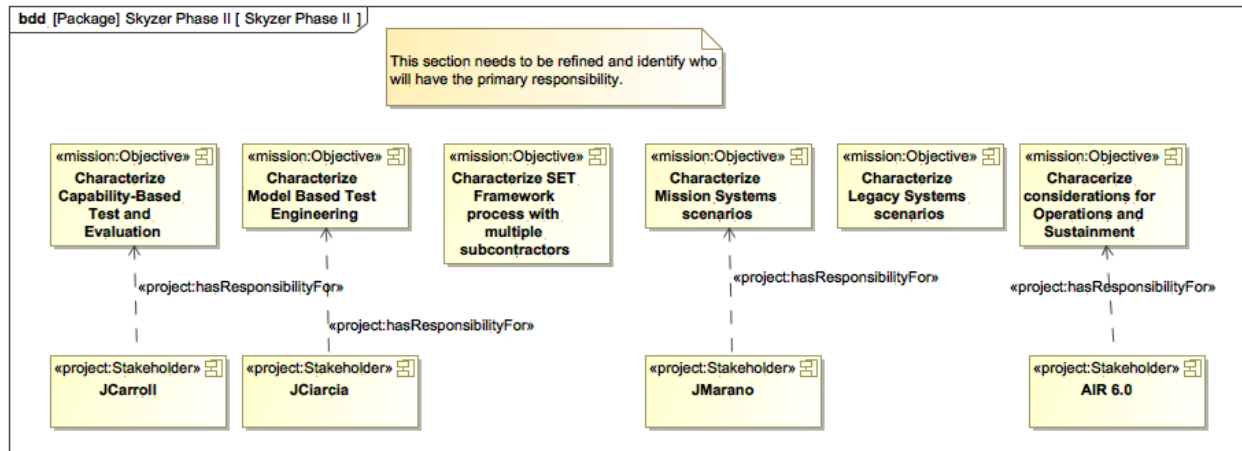 bdd [Package] Skyzer Phase II [ Skyzer Phase II ]
This section needs to be refined and identify who
will have the primary responsibility.
«mission:Objective»
Characterize
Capability-Based
Test and
Evaluation
«mission:Objective»
Characterize
Model Based Test
Engineering
«mission:Objective»
Characterize SET
Framework
process with
multiple
subcontractors
«mission:Objective»
Characterize
Mission Systems
scenarios
«mission:Objective»
Characterize
Legacy Systems
scenarios
«mission:Objective»
Characerize
considerations for
Operations and
Sustainment
«project:hasResponsibilityFor»
«project:hasResponsibilityFor»
«project:hasResponsibilityFor»
«project:hasResponsibilityFor»
«project:Stakeholder»
JCarroll
«project:Stakeholder»
JCiarcia
«project:Stakeholder»
JMarano
«project:Stakeholder»
AIR 6.0